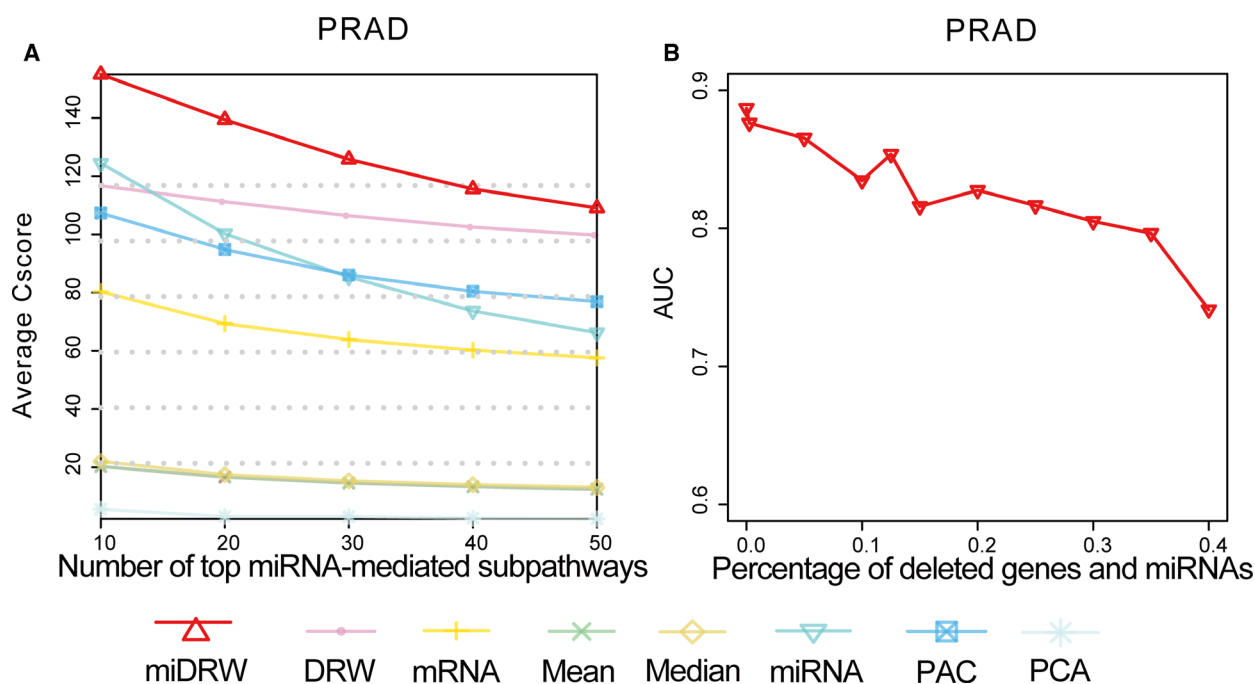 PRAD
A
Average Cscore
140
120
100
80
60
40
20
10 20 30 40 50
Number of top miRNA-mediated subpathways
PRAD
B
AUC
0.9
0.8
0.7
0.6
0.0 0.1 0.2 0.3 0.4
Percentage of deleted genes and miRNAs
miDRW DRW mRNA Mean Median miRNA PAC PCA